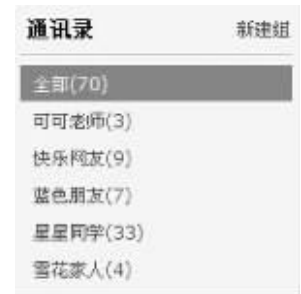 通讯录 新建组
全部(70)
可可老师(3)
快乐网友(9)
蓝色朋友(7)
星星同学(33)
雪花家人(4)